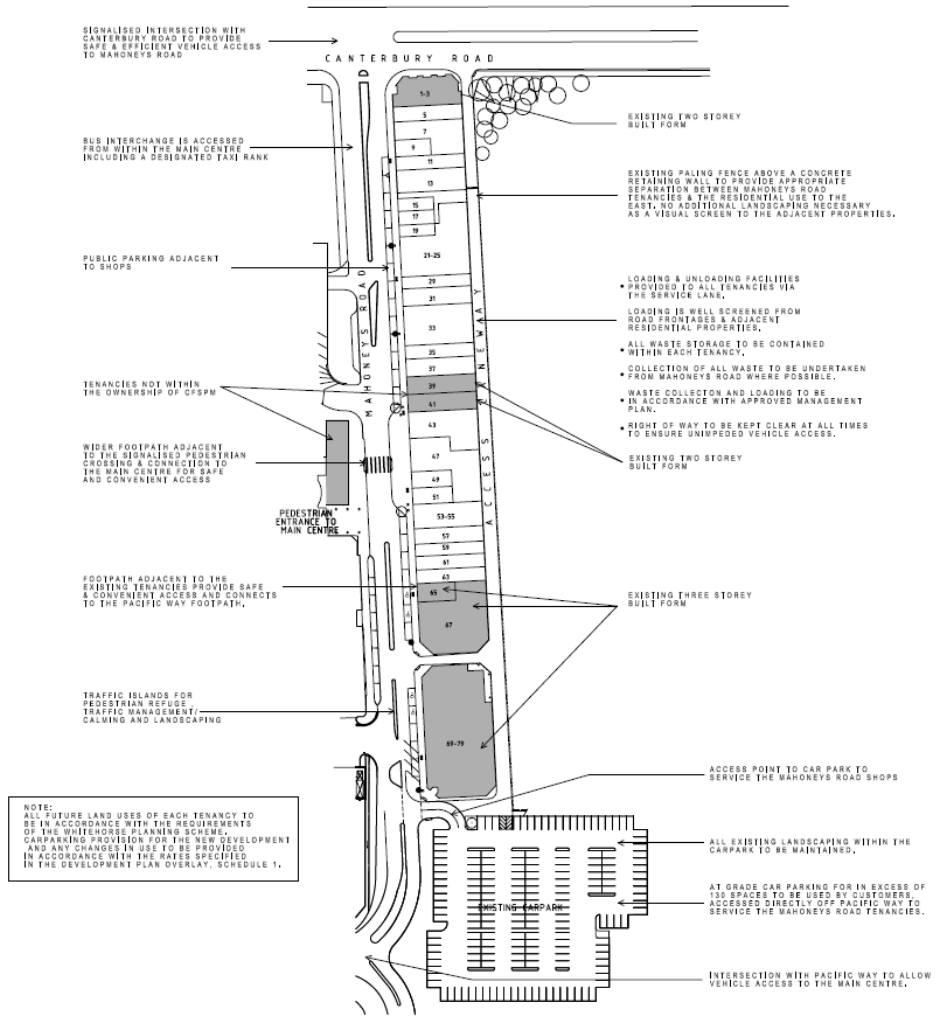 SIGNALISED INTERSECTION WITH
CANTERBURY ROAD TO PROVIDE
SAFE & EFFICIENT VEHICLE ACCESS
TO MAHONEYS ROAD
CANTERBURY ROAD
BUS INTERCHANGE IS ACCESSED
FROM WITHIN THE MAIN CENTRE
INCLUDING A DESIGNATED TAXI RANK
PUBLIC PARKING ADJACENT
TO SHOPS
MAHONEYS ROAD
TENANCIES NOT WITHIN
THE OWNERSHIP OF CFSPM
WIDER FOOTPATH ADJACENT
TO THE SIGNALISED PEDESTRIAN
CROSSING & CONNECTION TO
THE MAIN CENTRE FOR SAFE
AND CONVENIENT ACCESS
PEDESTRIAN
ENTRANCE TO
MAIN CENTRE
FOOTPATH ADJACENT TO THE
EXISTING TENANCIES PROVIDE SAFE
& CONVENIENT ACCESS AND CONNECTS
TO THE PACIFIC WAY FOOTPATH.
TRAFFIC ISLANDS FOR
PEDESTRIAN REFUGE,
TRAFFIC MANAGEMENT/
CALMING AND LANDSCAPING
NOTE:
ALL FUTURE LAND USES OF EACH TENANCY TO
BE IN ACCORDANCE WITH THE REQUIREMENTS
OF THE WHITEHORSE PLANNING SCHEME.
CARPARKING PROVISION FOR THE NEW DEVELOPMENT
AND ANY CHANGES IN USE TO BE PROVIDED
IN ACCORDANCE WITH THE RATES SPECIFIED
IN THE DEVELOPMENT PLAN OVERLAY, SCHEDULE 1.
1-3
5
7
9
11
13
15
17
19
21-25
29
31
33
35
37
39
41
43
47
49
51
53-55
57
59
61
63
65
67
69-79
ACCESS LANEWAY
EXISTING TWO STOREY
BUILT FORM
EXISTING PALING FENCE ABOVE A CONCRETE
RETAINING WALL TO PROVIDE APPROPRIATE
SEPARATION BETWEEN MAHONEYS ROAD
TENANCIES & THE RESIDENTIAL USE TO THE
EAST. NO ADDITIONAL LANDSCAPING NECESSARY
AS A VISUAL SCREEN TO THE ADJACENT PROPERTIES.
LOADING & UNLOADING FACILITIES
• PROVIDED TO ALL TENANCIES VIA
THE SERVICE LANE.
LOADING IS WELL SCREENED FROM
• ROAD FRONTAGES & ADJACENT
RESIDENTIAL PROPERTIES.
ALL WASTE STORAGE TO BE CONTAINED
• WITHIN EACH TENANCY.
• COLLECTION OF ALL WASTE TO BE UNDERTAKEN
FROM MAHONEYS ROAD WHERE POSSIBLE.
WASTE COLLECTON AND LOADING TO BE
• IN ACCORDANCE WITH APPROVED MANAGEMENT
PLAN.
• RIGHT OF WAY TO BE KEPT CLEAR AT ALL TIMES
TO ENSURE UNIMPEDED VEHICLE ACCESS.
EXISTING TWO STOREY
BUILT FORM
EXISTING THREE STOREY
BUILT FORM
ACCESS POINT TO CAR PARK TO
SERVICE THE MAHONEYS ROAD SHOPS
ALL EXISTING LANDSCAPING WITHIN THE
CARPARK TO BE MAINTAINED.
AT GRADE CAR PARKING FOR IN EXCESS OF
130 SPACES TO BE USED BY CUSTOMERS,
ACCESSED DIRECTLY OFF PACIFIC WAY TO
SERVICE THE MAHONEYS ROAD TENANCIES.
EXISTING CARPARK
INTERSECTION WITH PACIFIC WAY TO ALLOW
VEHICLE ACCESS TO THE MAIN CENTRE.